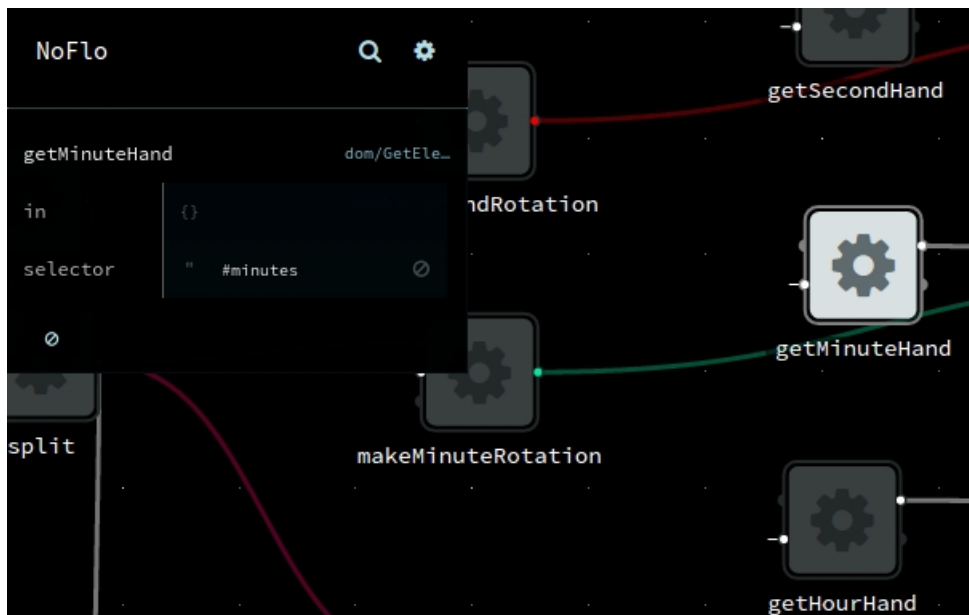 NoFlo
getMinuteHand dom/GetEle…
in {}
selector " #minutes
getSecondHand
ndRotation
getMinuteHand
split
makeMinuteRotation
getHourHand